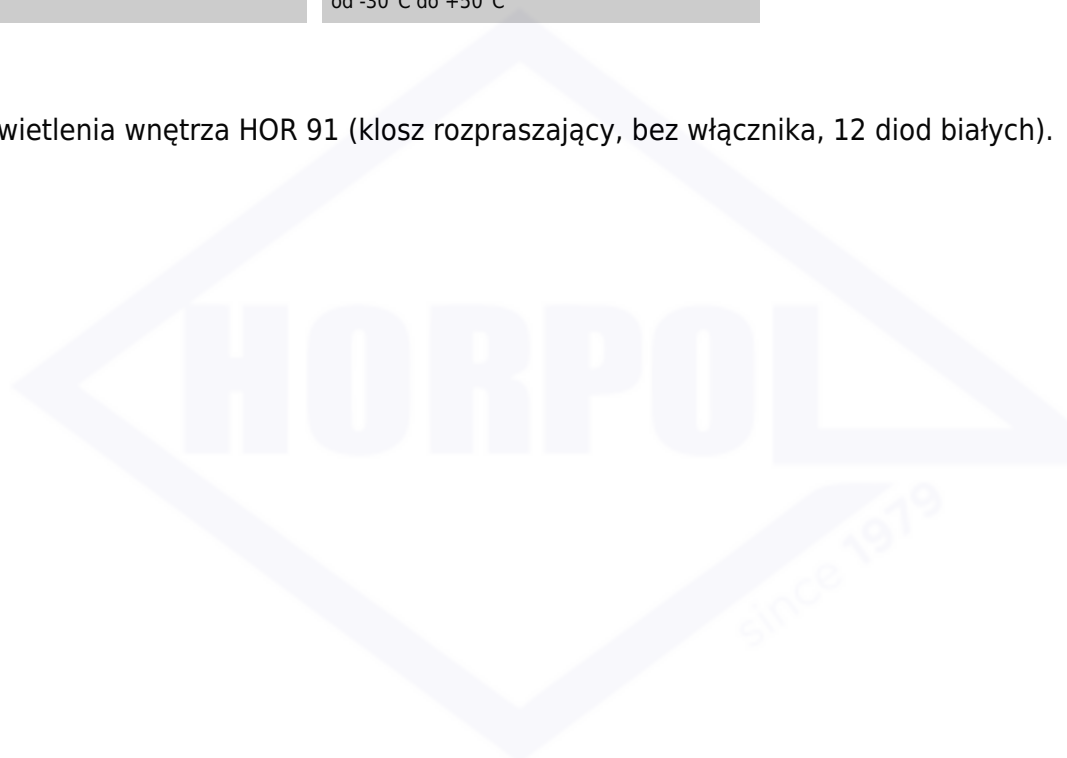 od -30°C do +50°C
wietlenia wnętrza HOR 91 (klosz rozpraszający, bez włącznika, 12 diod białych).
HORPOL
since 1979